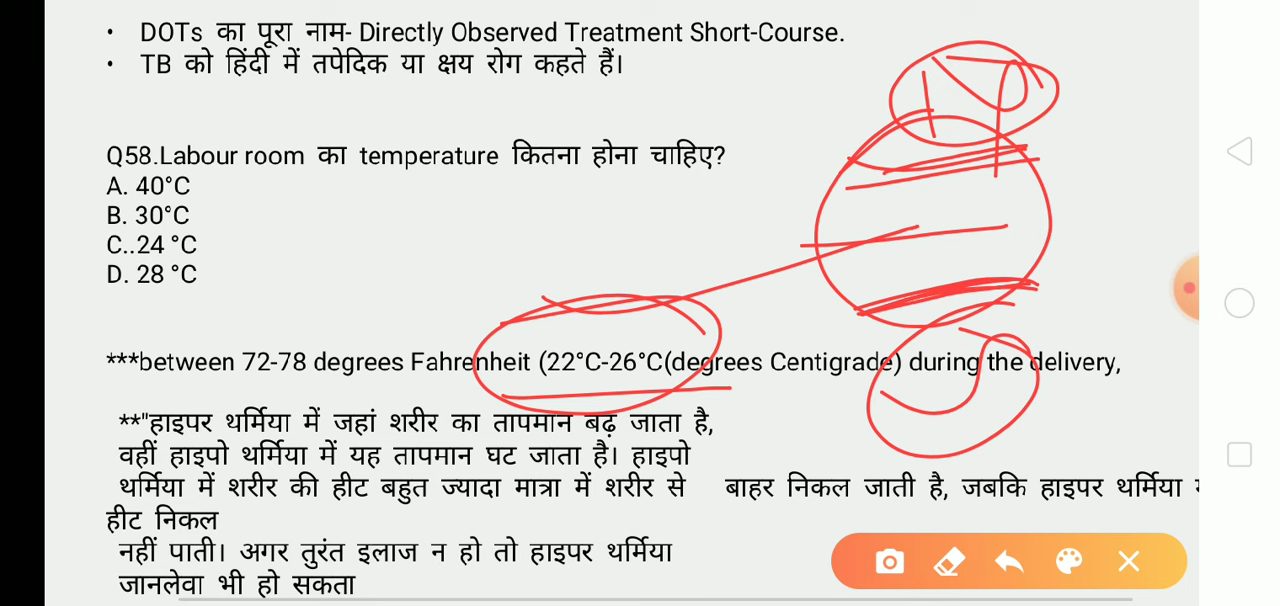 • DOTs का पूरा नाम- Directly Observed Treatment Short-Course.
• TB को हिंदी में तपेदिक या क्षय रोग कहते हैं।
Q58.Labour room का temperature कितना होना चाहिए?
A. 40°C
B. 30°C
C..24 °C
D. 28 °C
***between 72-78 degrees Fahrenheit (22°C-26°C(degrees Centigrade) during the delivery,
**"हाइपर थर्मिया में जहां शरीर का तापमान बढ़ जाता है,
वहीं हाइपो थर्मिया में यह तापमान घट जाता है। हाइपो
थर्मिया में शरीर की हीट बहुत ज्यादा मात्रा में शरीर से बाहर निकल जाती है, जबकि हाइपर थर्मिया
हीट निकल
नहीं पाती। अगर तुरंत इलाज न हो तो हाइपर थर्मिया
जानलेवा भी हो सकता